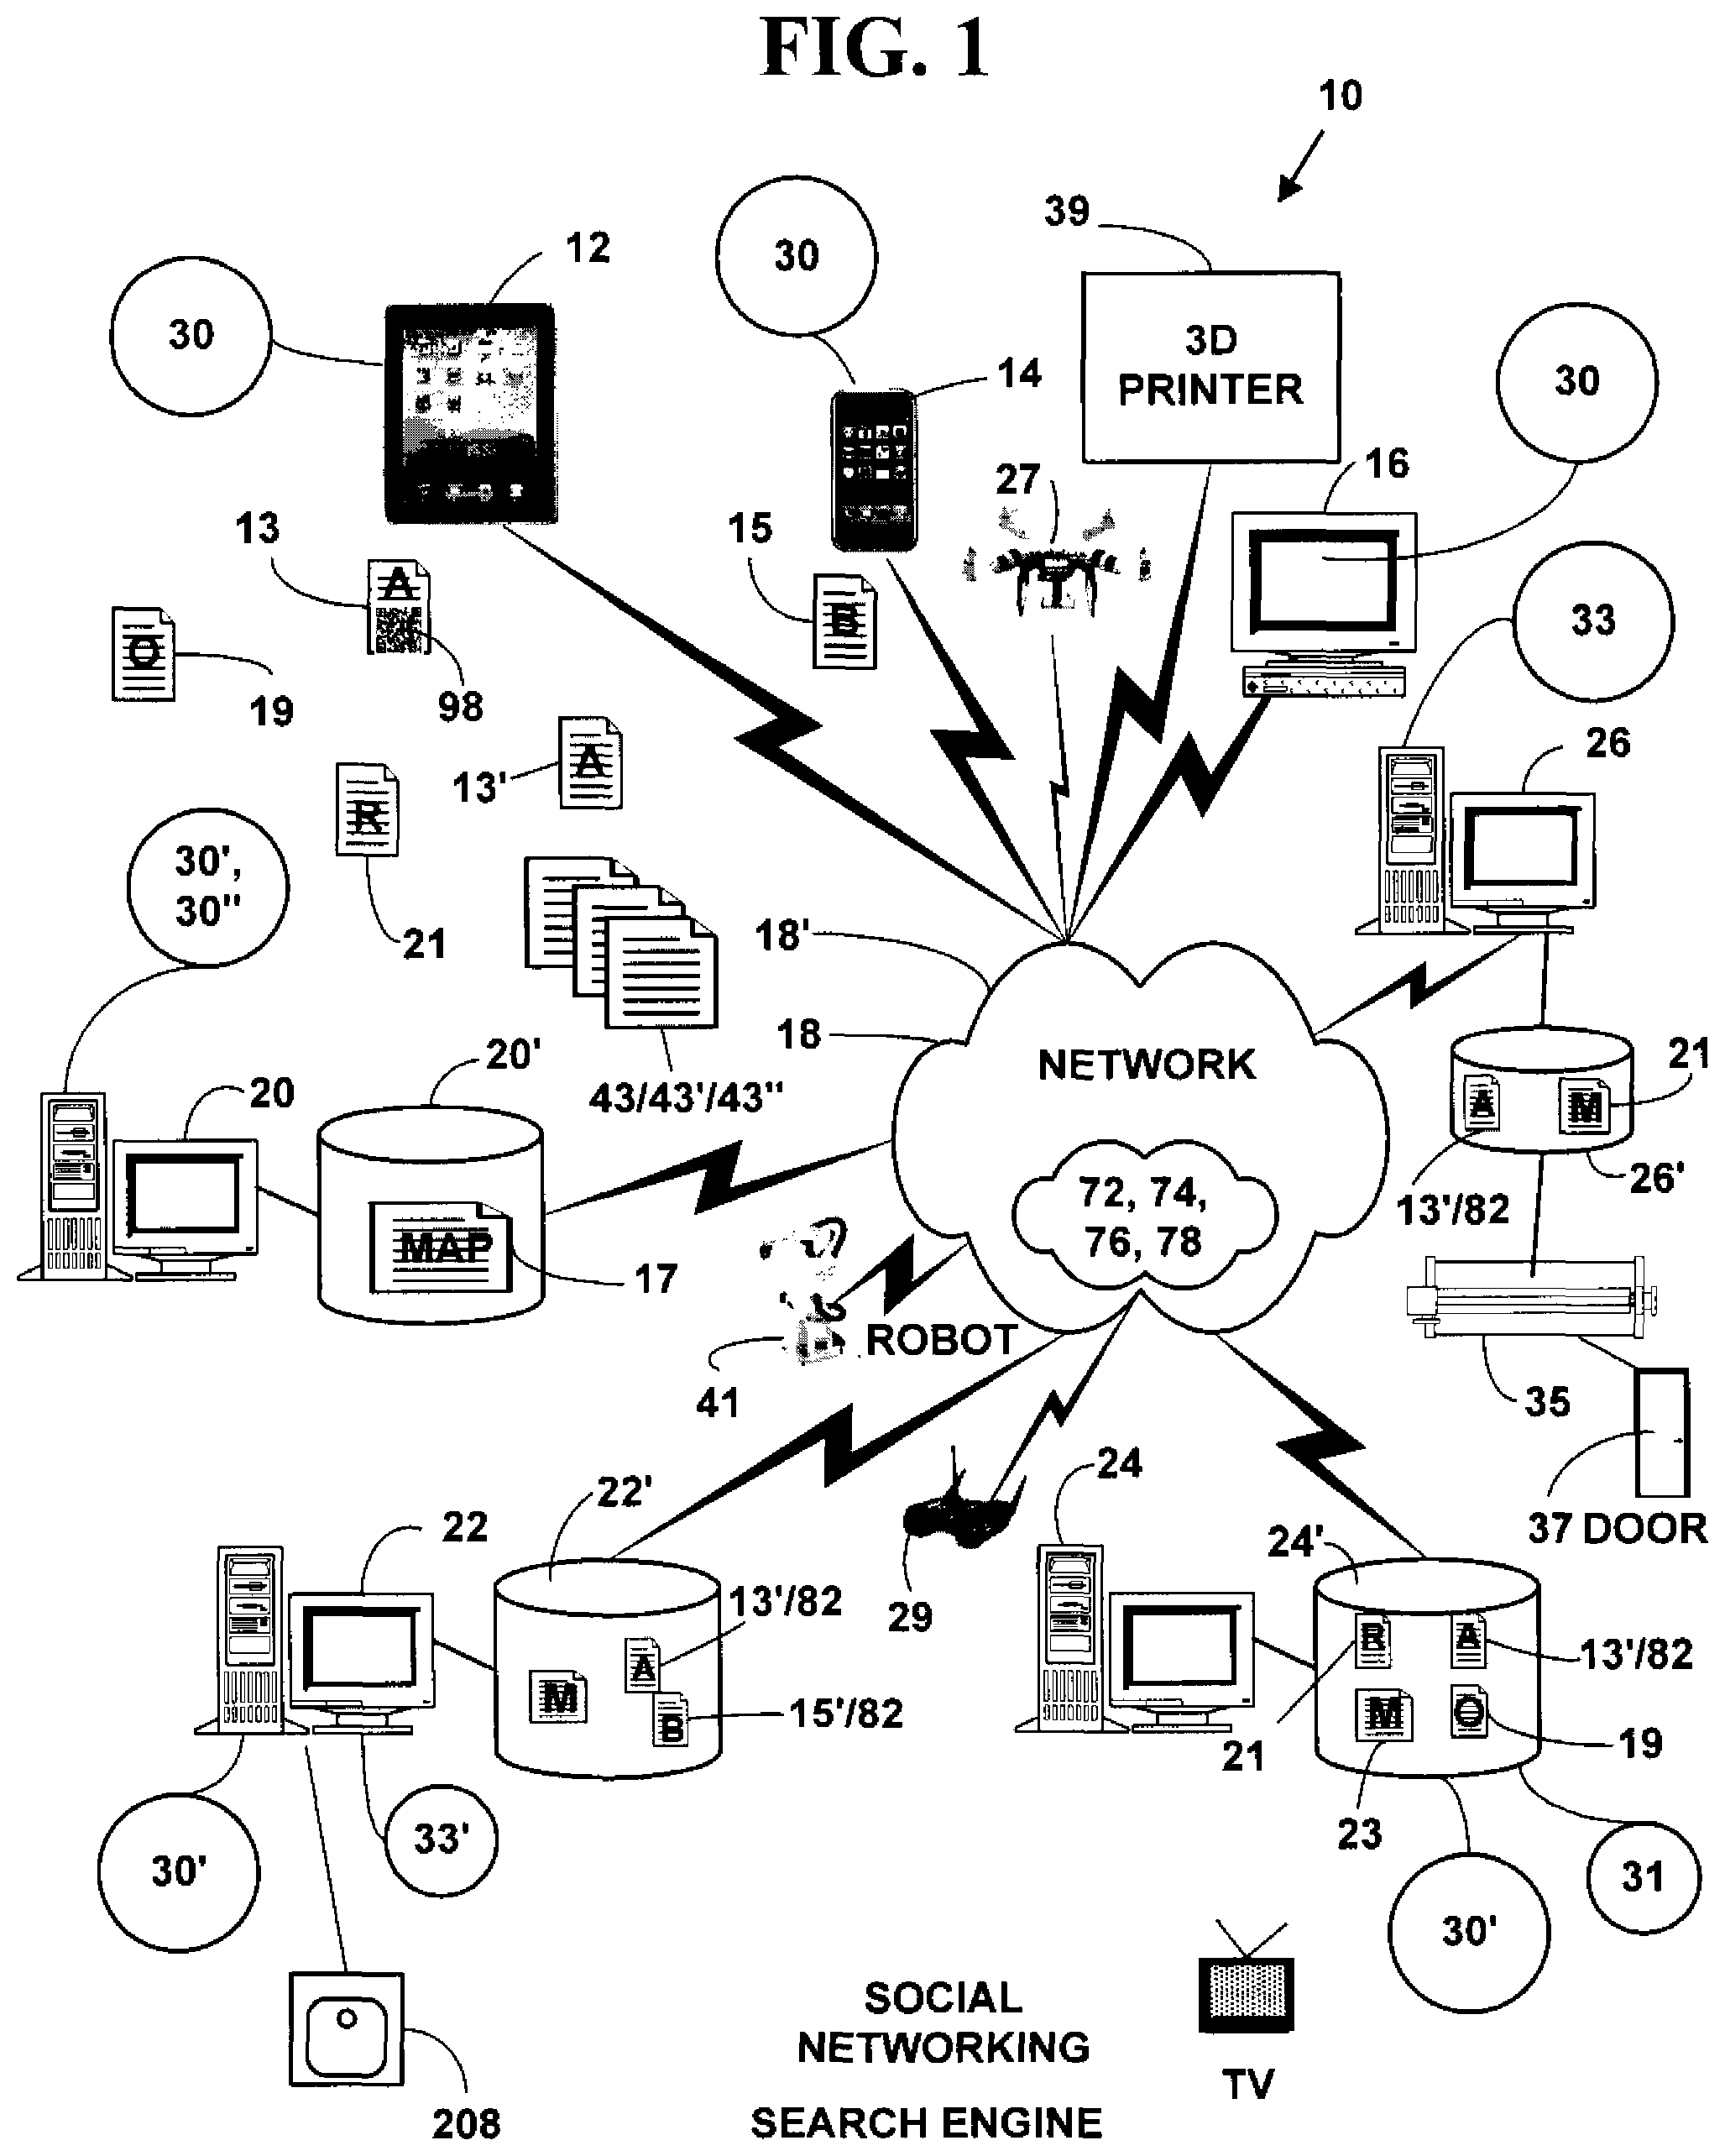 FIG. 1
10
39
12
30
30
3D
PRINTER
30
14
27
16
13
15
A
B
33
O
19
98
26
13'
A
R
21
30',
30"
18'
18
NETWORK
43/43'/43"
20'
20
MAP
17
72, 74,
76, 78
21
A
M
26'
13'/82
ROBOT
41
35
37 DOOR
24
22'
22
29
24'
13'/82
A
M
B
15'/82
R
A
13'/82
M
O
21
19
23
30'
33'
31
30'
208
SOCIAL
NETWORKING
SEARCH ENGINE
TV